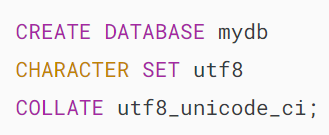 CREATE DATABASE mydb
CHARACTER SET utf8
COLLATE utf8_unicode_ci;